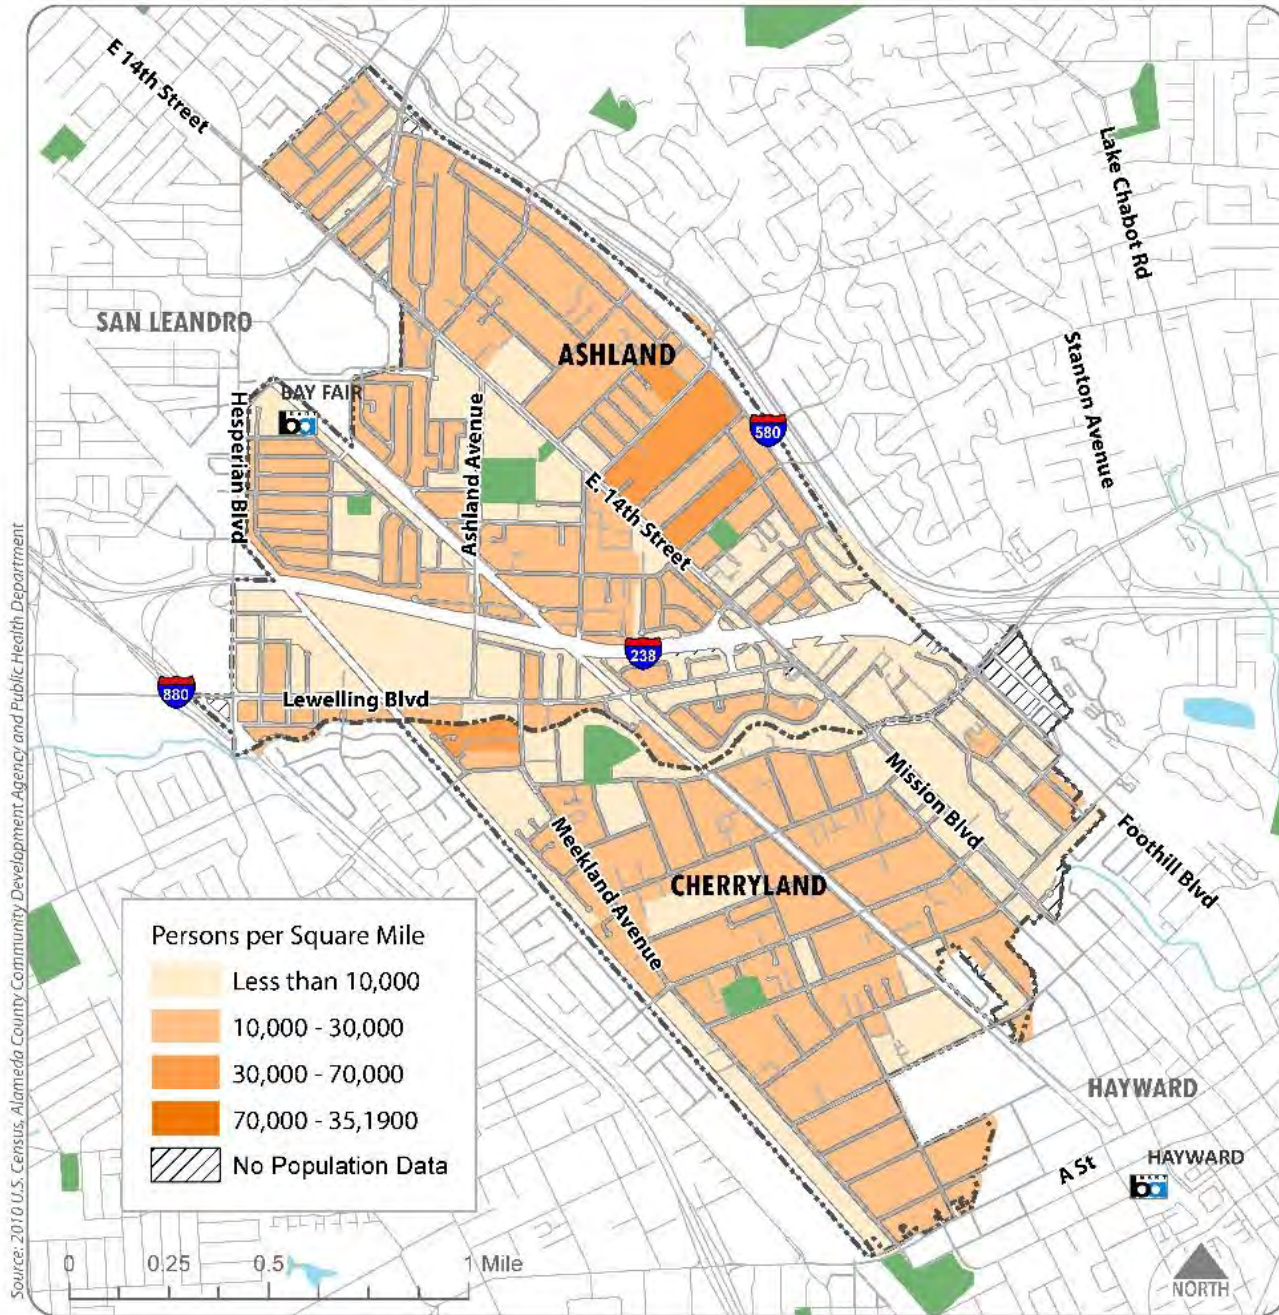 E 14th Street
Lake Chabot Rd
SAN LEANDRO
ASHLAND
Stanton Avenue
BAY FAIR
ba
Hesperian Blvd
Ashland Avenue
580
E. 14th Street
238
880
Lewelling Blvd
Mission Blvd
Foothill Blvd
Meekland Avenue
CHERRYLAND
Persons per Square Mile
Less than 10,000
10,000 - 30,000
30,000 - 70,000
70,000 - 35,1900
No Population Data
HAYWARD
A St
HAYWARD
ba
0 0.25 0.5 1 Mile
NORTH
Source: 2010 U.S. Census, Alameda County Community Development Agency and Public Health Department